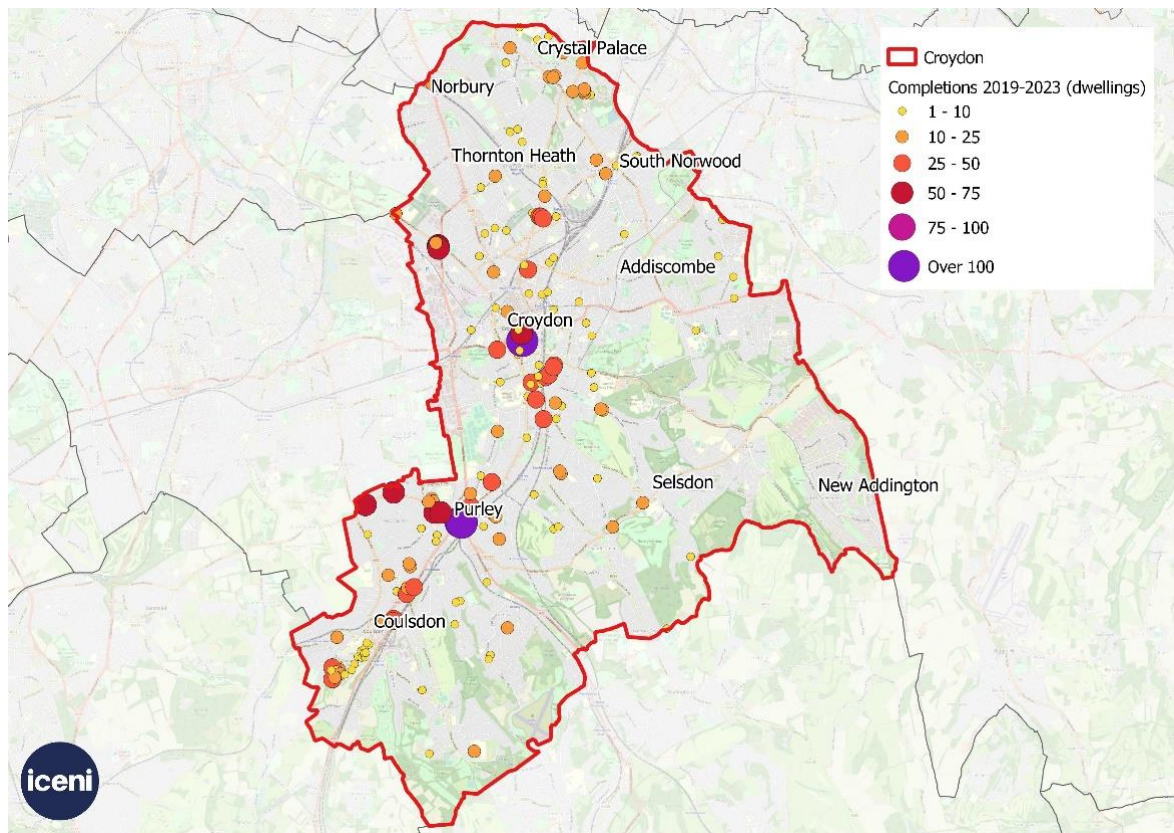 Crystal Palace
Norbury
Thornton Heath
South Norwood
Addiscombe
Croydon
Selsdon
New Addington
Purley
Coulsdon
Croydon
Completions 2019-2023 (dwellings)
1 - 10
10 - 25
25 - 50
50 - 75
75 - 100
Over 100
iceni